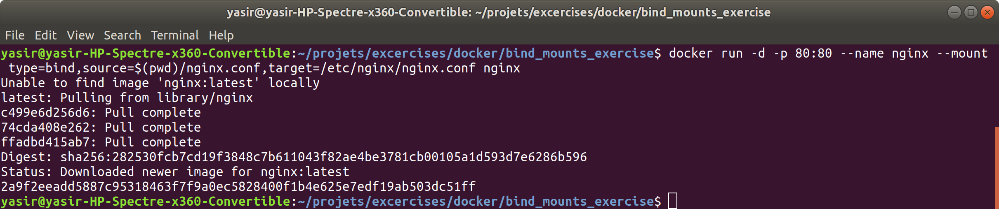 yasir@yasir-HP-Spectre-x360-Convertible: ~/projets/excercises/docker/bind_mounts_exercise
File Edit View Search Terminal Help
yasir@yasir-HP-Spectre-x360-Convertible:~/projets/excercises/docker/bind_mounts_exercise$ docker run -d -p 80:80 --name nginx --mount
 type=bind,source=$(pwd)/nginx.conf,target=/etc/nginx/nginx.conf nginx
Unable to find image 'nginx:latest' locally
latest: Pulling from library/nginx
c499e6d256d6: Pull complete
74cda408e262: Pull complete
ffadbd415ab7: Pull complete
Digest: sha256:282530fcb7cd19f3848c7b611043f82ae4be3781cb00105a1d593d7e6286b596
Status: Downloaded newer image for nginx:latest
2a9f2eeadd5887c95318463f7f9a0ec5828400f1b4e625e7edf19ab503dc51ff
yasir@yasir-HP-Spectre-x360-Convertible:~/projets/excercises/docker/bind_mounts_exercise$